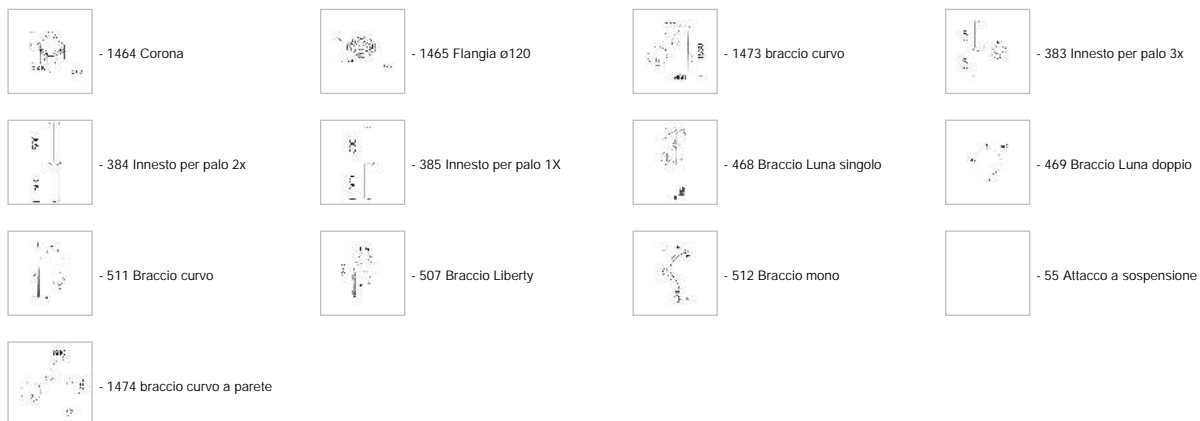 - 1464 Corona
- 1465 Flangia ø120
- 1473 braccio curvo
- 383 Innesto per palo 3x
- 384 Innesto per palo 2x
- 385 Innesto per palo 1X
- 468 Braccio Luna singolo
- 469 Braccio Luna doppio
- 511 Braccio curvo
- 507 Braccio Liberty
- 512 Braccio mono
- 55 Attacco a sospensione
- 1474 braccio curvo a parete